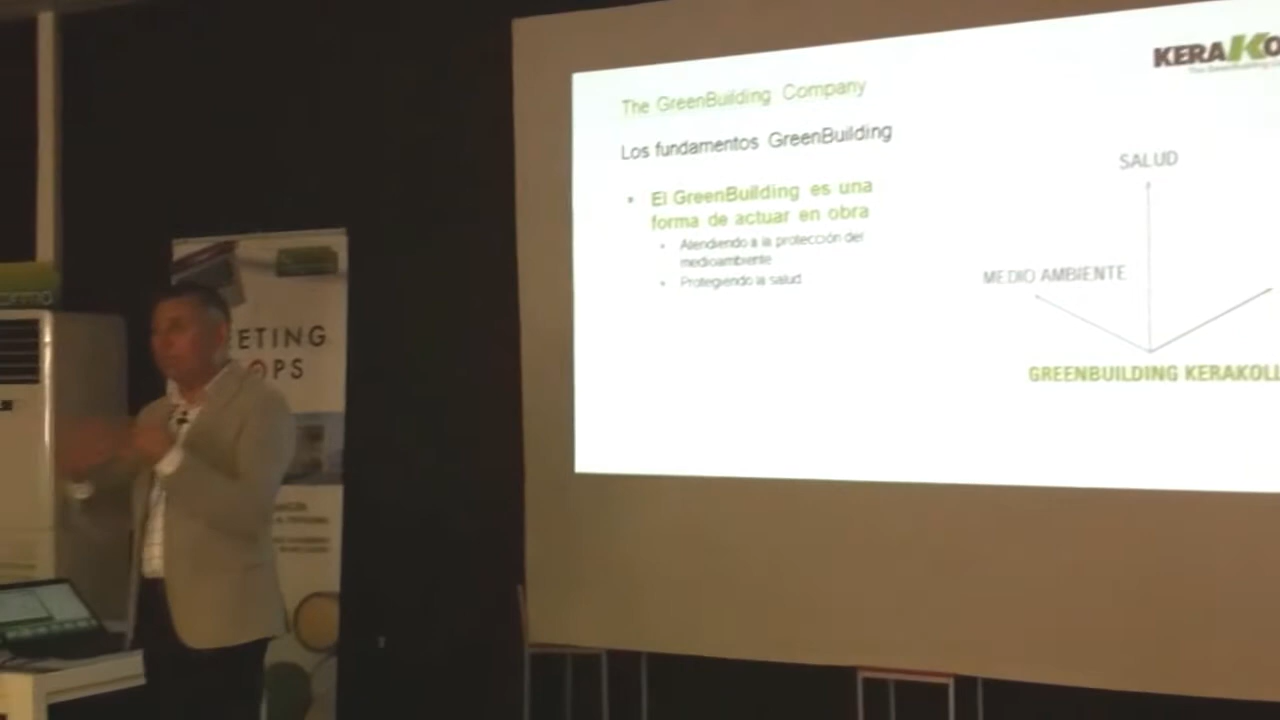 KERAKO
The GreenBuilding Company
Los fundamentos GreenBuilding
• El GreenBuilding es una
forma de actuar en obra
• Atendiendo a la protección del
medioambiente
• Protegiendo la salud
SALUD
MEDIO AMBIENTE
GREENBUILDING KERAKOLL
ETING
OPS